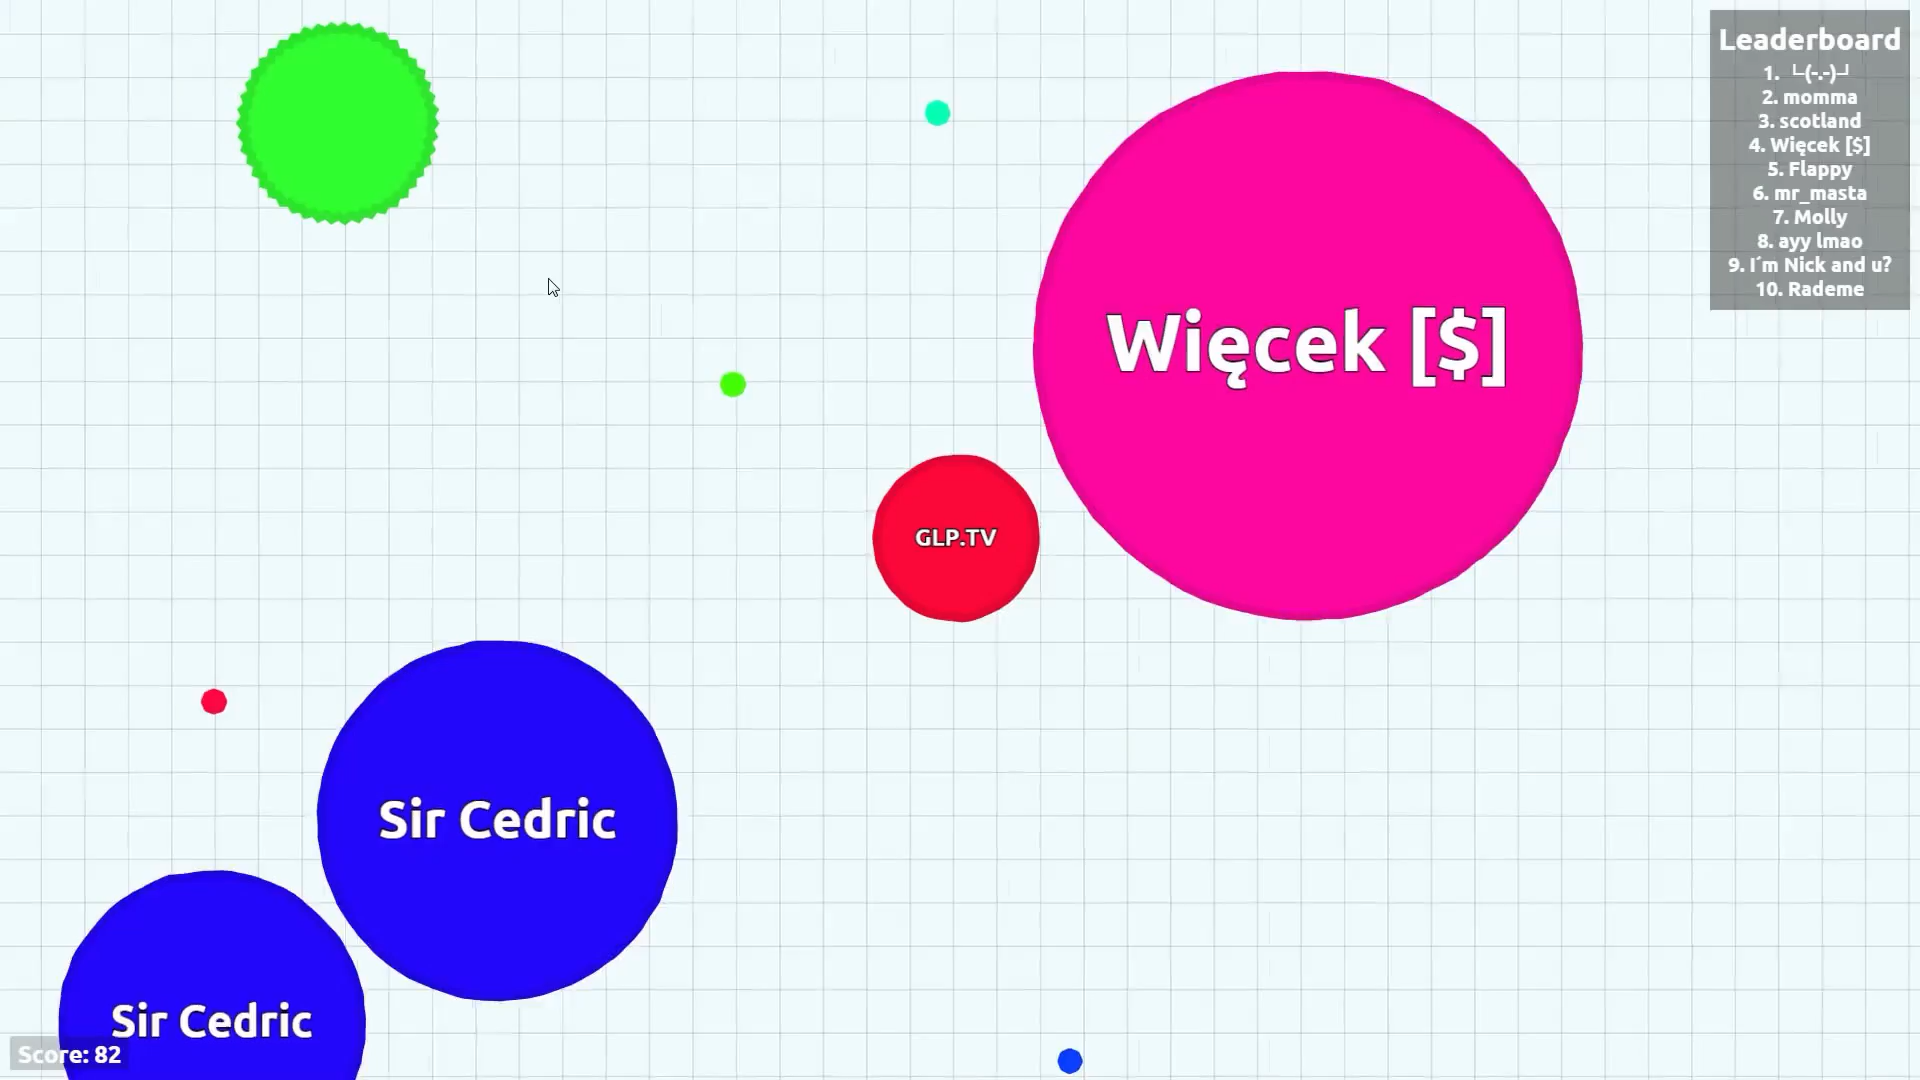 Leaderboard
1. └(-.-)┘
2. momma
3. scotland
4. Więcek [$]
5. Flappy
6. mr_masta
7. Molly
8. ayy lmao
9. I´m Nick and u?
10. Rademe
Więcek [$]
GLP.TV
Sir Cedric
Sir Cedric
Score: 82